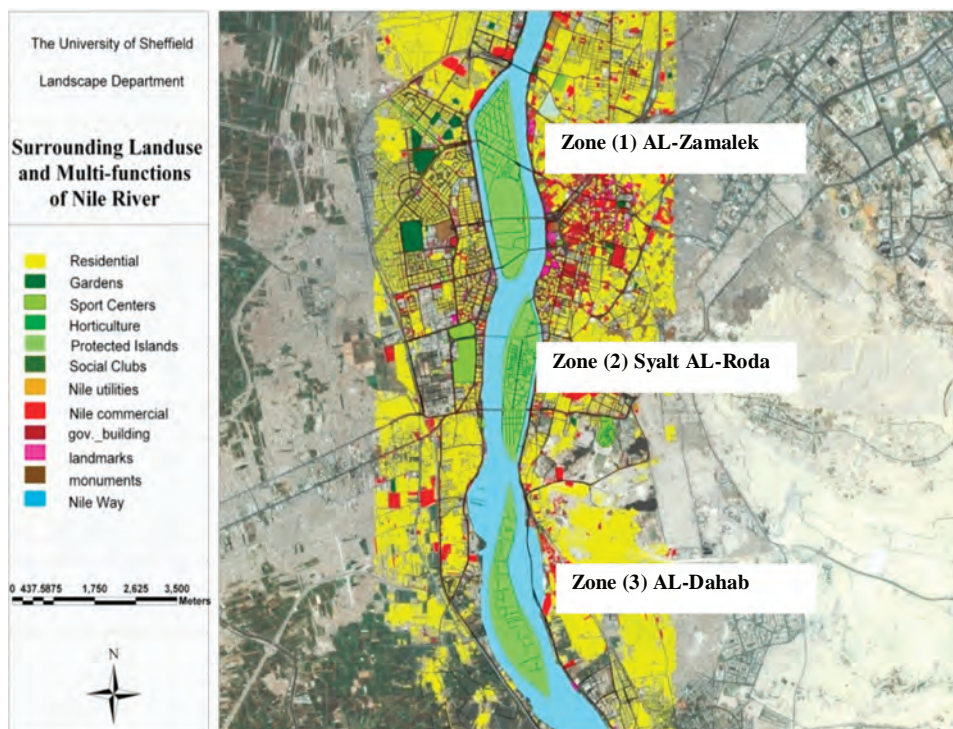 The University of Sheffield
Landscape Department
Surrounding Landuse
and Multi-functions
of Nile River
Residential
Gardens
Sport Centers
Horticulture
Protected Islands
Social Clubs
Nile utilities
Nile commercial
gov._building
landmarks
monuments
Nile Way
0 437.5875 1,750 2,625 3,500
Meters
N
Zone (1) AL-Zamalek
Zone (2) Syalt AL-Roda
Zone (3) AL-Dahab